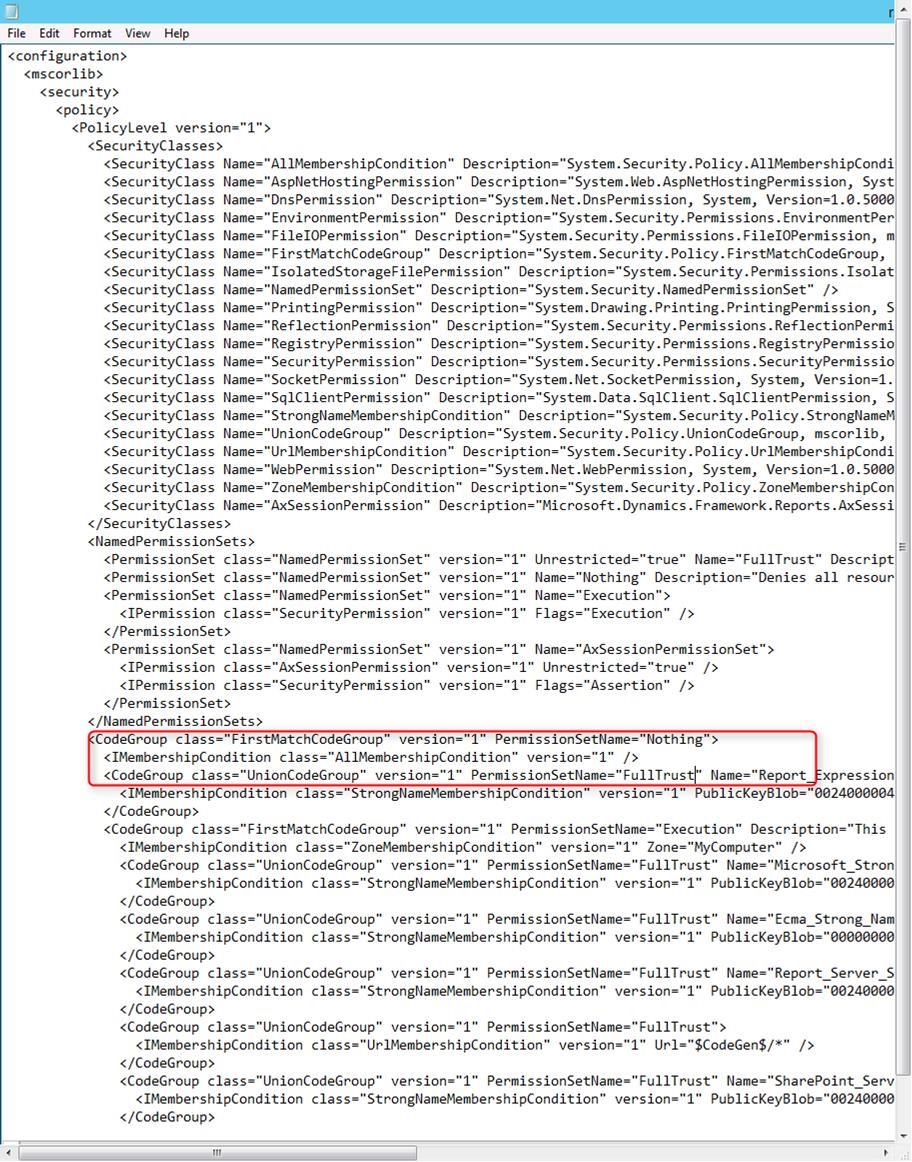 File Edit Format View Help
<configuration>
<mscorlib>
<security>
<policy>
<PolicyLevel version="1">
<SecurityClasses>
<SecurityClass Name="AllMembershipCondition" Description="System.Security.Policy.AllMembershipCondi
<SecurityClass Name="AspNetHostingPermission" Description="System.Web.AspNetHostingPermission, Syst
<SecurityClass Name="DnsPermission" Description="System.Net.DnsPermission, System, Version=1.0.5000
<SecurityClass Name="EnvironmentPermission" Description="System.Security.Permissions.EnvironmentPer
<SecurityClass Name="FileIOPermission" Description="System.Security.Permissions.FileIOPermission, m
<SecurityClass Name="FirstMatchCodeGroup" Description="System.Security.Policy.FirstMatchCodeGroup,
<SecurityClass Name="IsolatedStorageFilePermission" Description="System.Security.Permissions.Isolat
<SecurityClass Name="NamedPermissionSet" Description="System.Security.NamedPermissionSet" />
<SecurityClass Name="PrintingPermission" Description="System.Drawing.Printing.PrintingPermission, S
<SecurityClass Name="ReflectionPermission" Description="System.Security.Permissions.ReflectionPermi
<SecurityClass Name="RegistryPermission" Description="System.Security.Permissions.RegistryPermissio
<SecurityClass Name="SecurityPermission" Description="System.Security.Permissions.SecurityPermissio
<SecurityClass Name="SocketPermission" Description="System.Net.SocketPermission, System, Version=1.
<SecurityClass Name="SqlClientPermission" Description="System.Data.SqlClient.SqlClientPermission, S
<SecurityClass Name="StrongNameMembershipCondition" Description="System.Security.Policy.StrongNameM
<SecurityClass Name="UnionCodeGroup" Description="System.Security.Policy.UnionCodeGroup, mscorlib,
<SecurityClass Name="UrlMembershipCondition" Description="System.Security.Policy.UrlMembershipCondi
<SecurityClass Name="WebPermission" Description="System.Net.WebPermission, System, Version=1.0.5000
<SecurityClass Name="ZoneMembershipCondition" Description="System.Security.Policy.ZoneMembershipCon
<SecurityClass Name="AxSessionPermission" Description="Microsoft.Dynamics.Framework.Reports.AxSessi
</SecurityClasses>
<NamedPermissionSets>
<PermissionSet class="NamedPermissionSet" version="1" Unrestricted="true" Name="FullTrust" Descript
<PermissionSet class="NamedPermissionSet" version="1" Name="Nothing" Description="Denies all resour
<PermissionSet class="NamedPermissionSet" version="1" Name="Execution">
<IPermission class="SecurityPermission" version="1" Flags="Execution" />
</PermissionSet>
<PermissionSet class="NamedPermissionSet" version="1" Name="AxSessionPermissionSet">
<IPermission class="AxSessionPermission" version="1" Unrestricted="true" />
<IPermission class="SecurityPermission" version="1" Flags="Assertion" />
</PermissionSet>
</NamedPermissionSets>
<CodeGroup class="FirstMatchCodeGroup" version="1" PermissionSetName="Nothing">
<IMembershipCondition class="AllMembershipCondition" version="1" />
<CodeGroup class="UnionCodeGroup" version="1" PermissionSetName="FullTrust" Name="Report_Expression
<IMembershipCondition class="StrongNameMembershipCondition" version="1" PublicKeyBlob="0024000004
</CodeGroup>
<CodeGroup class="FirstMatchCodeGroup" version="1" PermissionSetName="Execution" Description="This
<IMembershipCondition class="ZoneMembershipCondition" version="1" Zone="MyComputer" />
<CodeGroup class="UnionCodeGroup" version="1" PermissionSetName="FullTrust" Name="Microsoft_Stron
<IMembershipCondition class="StrongNameMembershipCondition" version="1" PublicKeyBlob="00240000
</CodeGroup>
<CodeGroup class="UnionCodeGroup" version="1" PermissionSetName="FullTrust" Name="Ecma_Strong_Nam
<IMembershipCondition class="StrongNameMembershipCondition" version="1" PublicKeyBlob="00000000
</CodeGroup>
<CodeGroup class="UnionCodeGroup" version="1" PermissionSetName="FullTrust" Name="Report_Server_S
<IMembershipCondition class="StrongNameMembershipCondition" version="1" PublicKeyBlob="00240000
</CodeGroup>
<CodeGroup class="UnionCodeGroup" version="1" PermissionSetName="FullTrust">
<IMembershipCondition class="UrlMembershipCondition" version="1" Url="$CodeGen$/*" />
</CodeGroup>
<CodeGroup class="UnionCodeGroup" version="1" PermissionSetName="FullTrust" Name="SharePoint_Serv
<IMembershipCondition class="StrongNameMembershipCondition" version="1" PublicKeyBlob="00240000
</CodeGroup>